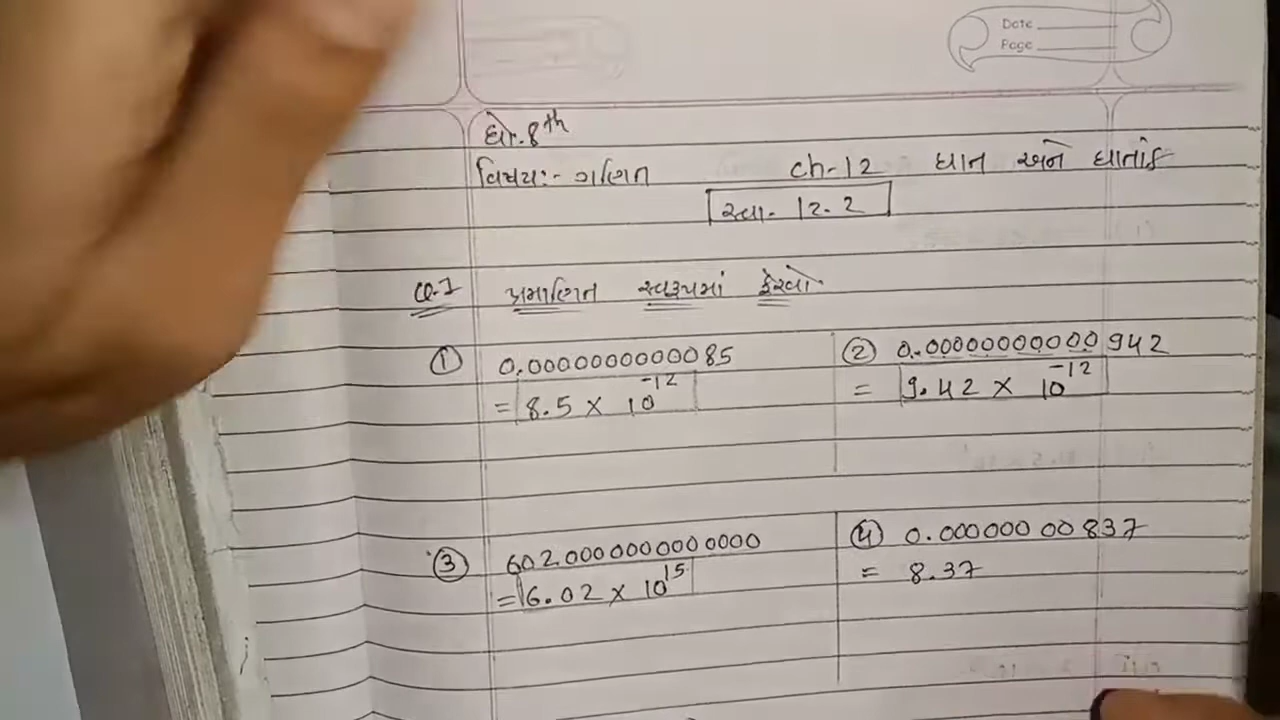 Date
Page
ધો. 8th
વિષય:- ગણિત ch-12 ઘાત અને ઘાતાંક
સ્વા. 12.2
Q.1 પ્રમાણિત સ્વરૂપમાં ફેરવો
① 0.0000000000085 ② 0.00000000000942
= 8.5 × 10⁻¹² = 9.42 × 10⁻¹²
③ 6020000000000000 ④ 0.00000000837
= 6.02 × 10¹⁵ = 8.37